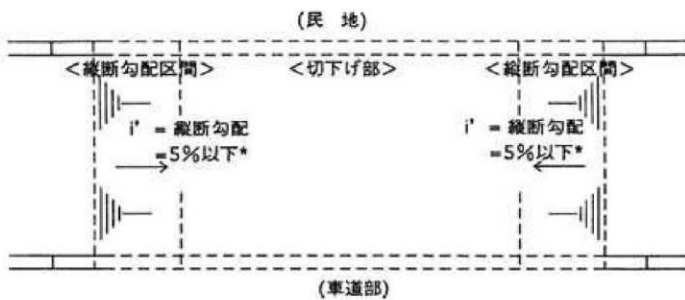 (民 地)
<縦断勾配区間> <切下げ部> <縦断勾配区間>
i' = 縦断勾配
=5%以下*
i' = 縦断勾配
=5%以下*
(車道部)